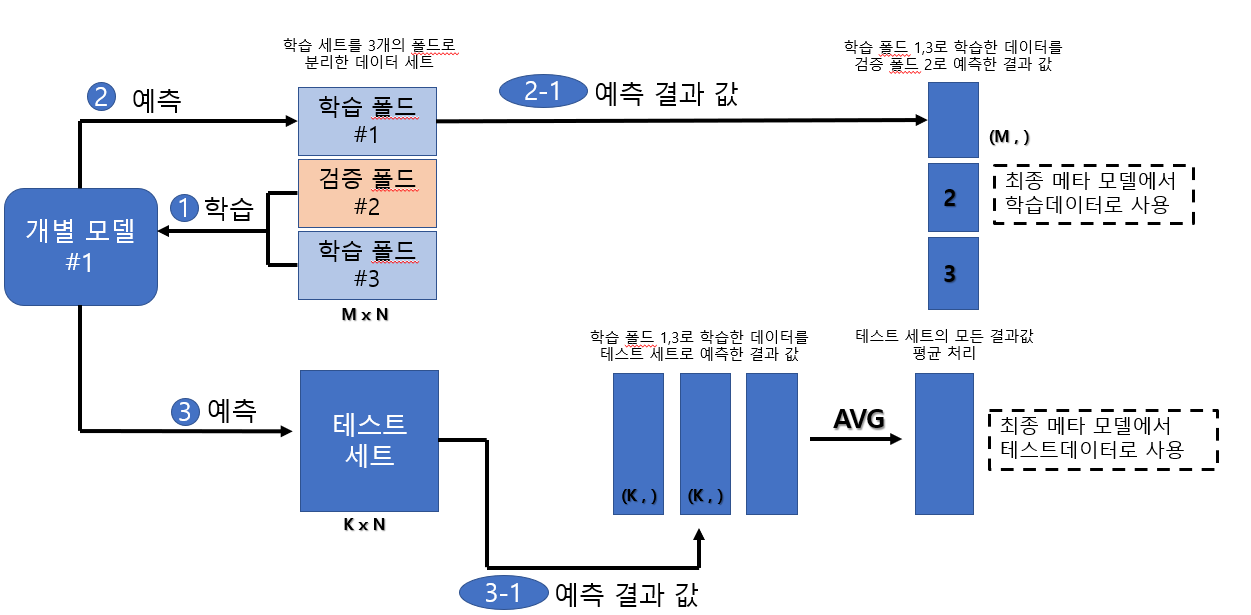 학습 세트를 3개의 폴드로
분리한 데이터 세트
학습 폴드 1,3로 학습한 데이터를
검증 폴드 2로 예측한 결과 값
2 예측
학습 폴드
#1
2-1 예측 결과 값
(M , )
검증 폴드
#2
1 학습
개별 모델
#1
학습 폴드
#3
M x N
2
3
최종 메타 모델에서
학습데이터로 사용
학습 폴드 1,3로 학습한 데이터를
테스트 세트로 예측한 결과 값
테스트 세트의 모든 결과값
평균 처리
3 예측
테스트
세트
K x N
(K , )
(K , )
AVG
최종 메타 모델에서
테스트데이터로 사용
3-1 예측 결과 값